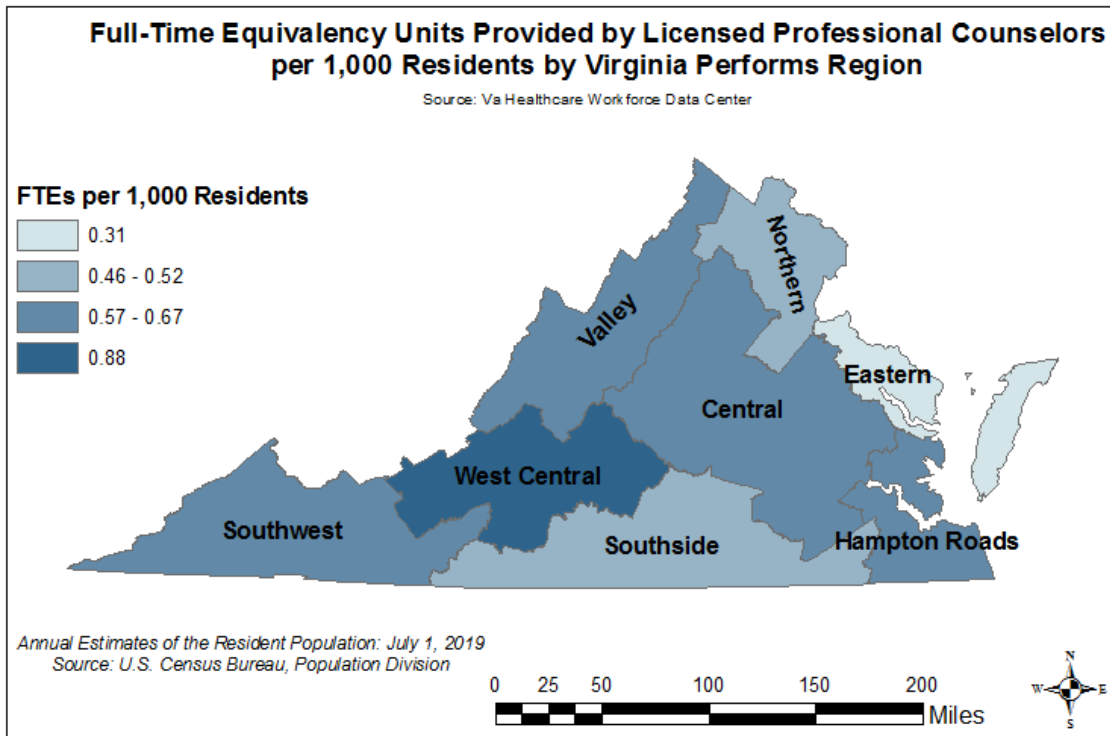 Full-Time Equivalency Units Provided by Licensed Professional Counselors
per 1,000 Residents by Virginia Performs Region
Source: Va Healthcare Workforce Data Center
FTEs per 1,000 Residents
0.31
0.46 - 0.52
0.57 - 0.67
0.88
Northern
Valley
Eastern
Central
West Central
Southwest
Southside
Hampton Roads
Annual Estimates of the Resident Population: July 1, 2019
Source: U.S. Census Bureau, Population Division
0 25 50 100 150 200
Miles
N
W E
S